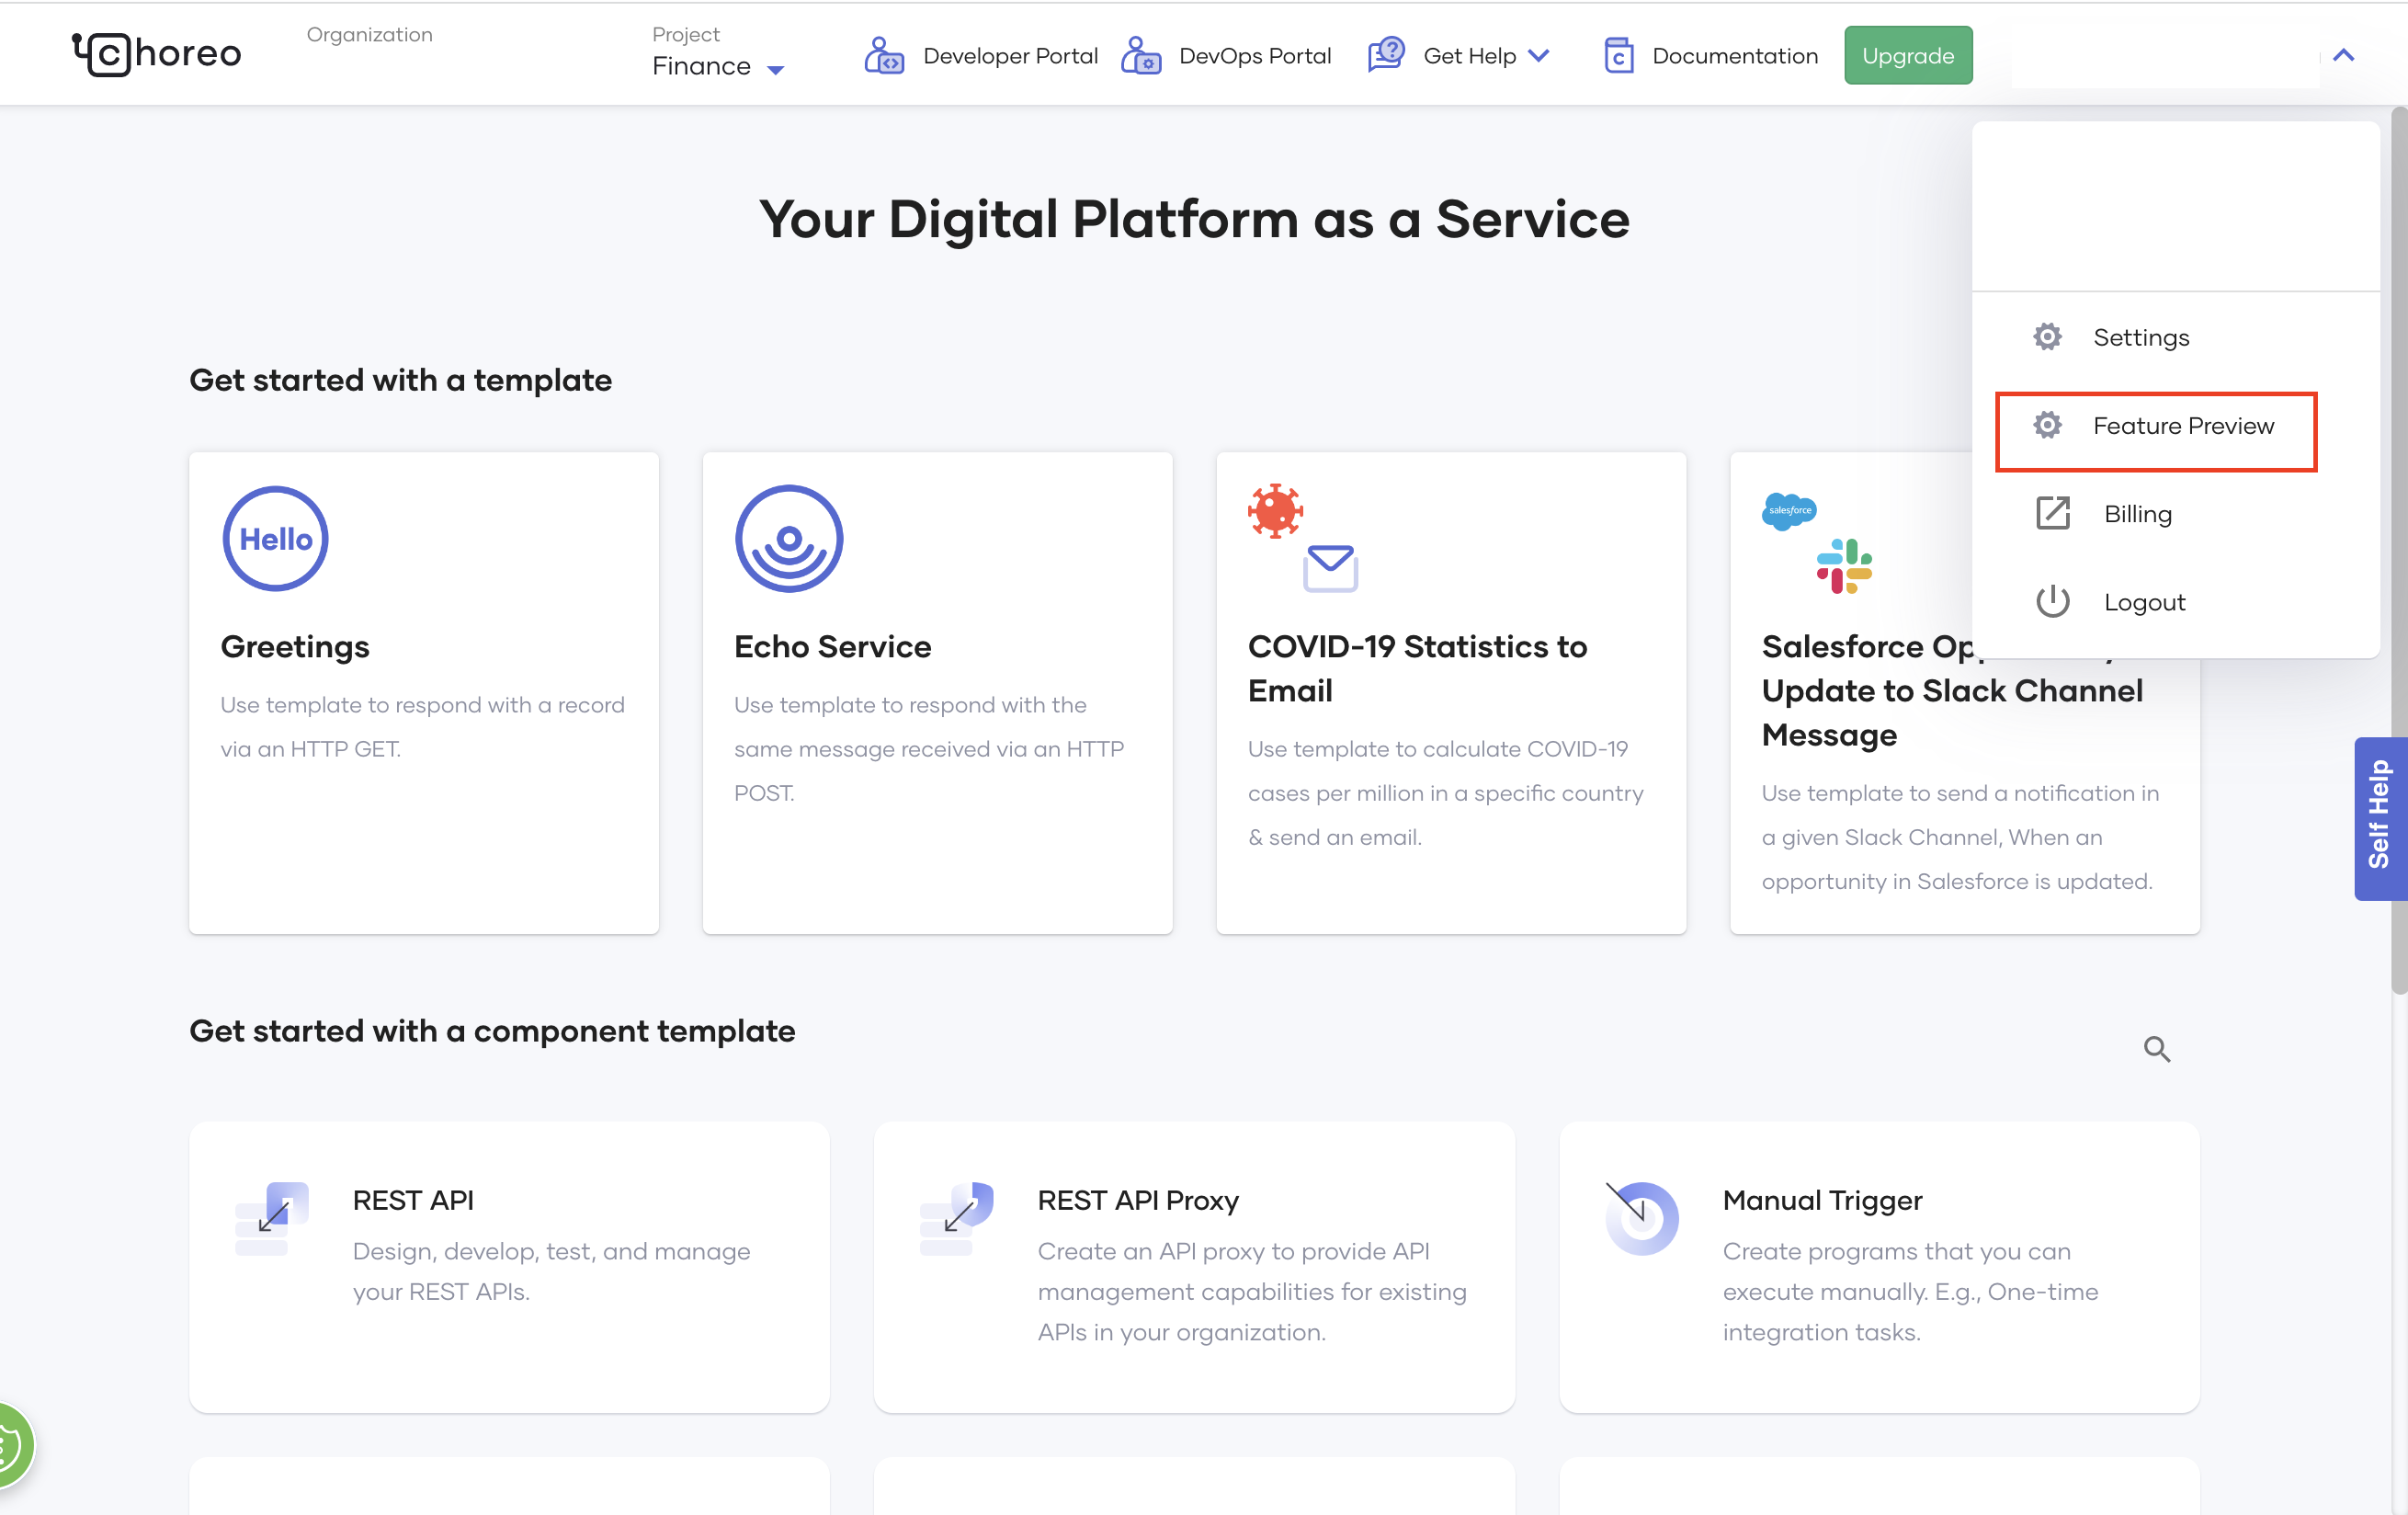 choreo
Organization
Project
Finance
Developer Portal
DevOps Portal
Get Help
Documentation
Upgrade
Your Digital Platform as a Service
Settings
Feature Preview
Billing
Logout
Get started with a template
Hello
Greetings
Use template to respond with a record
via an HTTP GET.
Echo Service
Use template to respond with the
same message received via an HTTP
POST.
COVID-19 Statistics to
Email
Use template to calculate COVID-19
cases per million in a specific country
& send an email.
salesforce
Salesforce Op
Update to Slack Channel
Message
Use template to send a notification in
a given Slack Channel, When an
opportunity in Salesforce is updated.
Self Help
Get started with a component template
REST API
Design, develop, test, and manage
your REST APIs.
REST API Proxy
Create an API proxy to provide API
management capabilities for existing
APIs in your organization.
Manual Trigger
Create programs that you can
execute manually. E.g., One-time
integration tasks.